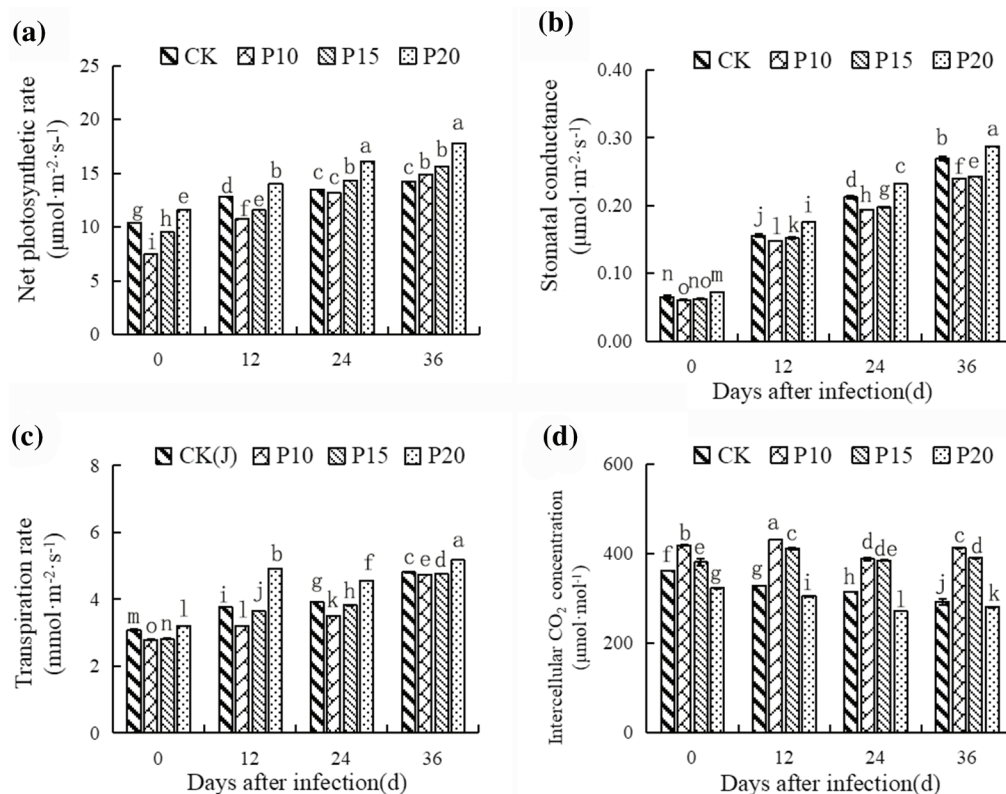 (a)
CK P10 P15 P20
Net photosynthetic rate
(μmol·m⁻²·s-¹)
25
20
15
10
5
0
g i h e
d f e b
c c b a
b b b a
0 12 24 36
(b)
CK P10 P15 P20
Stomatal conductance
(μmol·m⁻²·s⁻¹)
0.40
0.30
0.20
0.10
0.00
n o no m
j l k i
d h g c
b f e a
0 12 24 36
Days after infection(d)
(c)
CK(J) P10 P15 P20
Transpiration rate
(mmol·m⁻²·s⁻¹)
8
6
4
2
0
m o n l
i l j b
g k h f
c e d a
0 12 24 36
Days after infection(d)
(d)
CK P10 P15 P20
Intercellular CO₂ concentration
(μmol·mol⁻¹)
600
400
200
0
f b e g
g a c i
h d de l
j c d k
0 12 24 36
Days after infection(d)